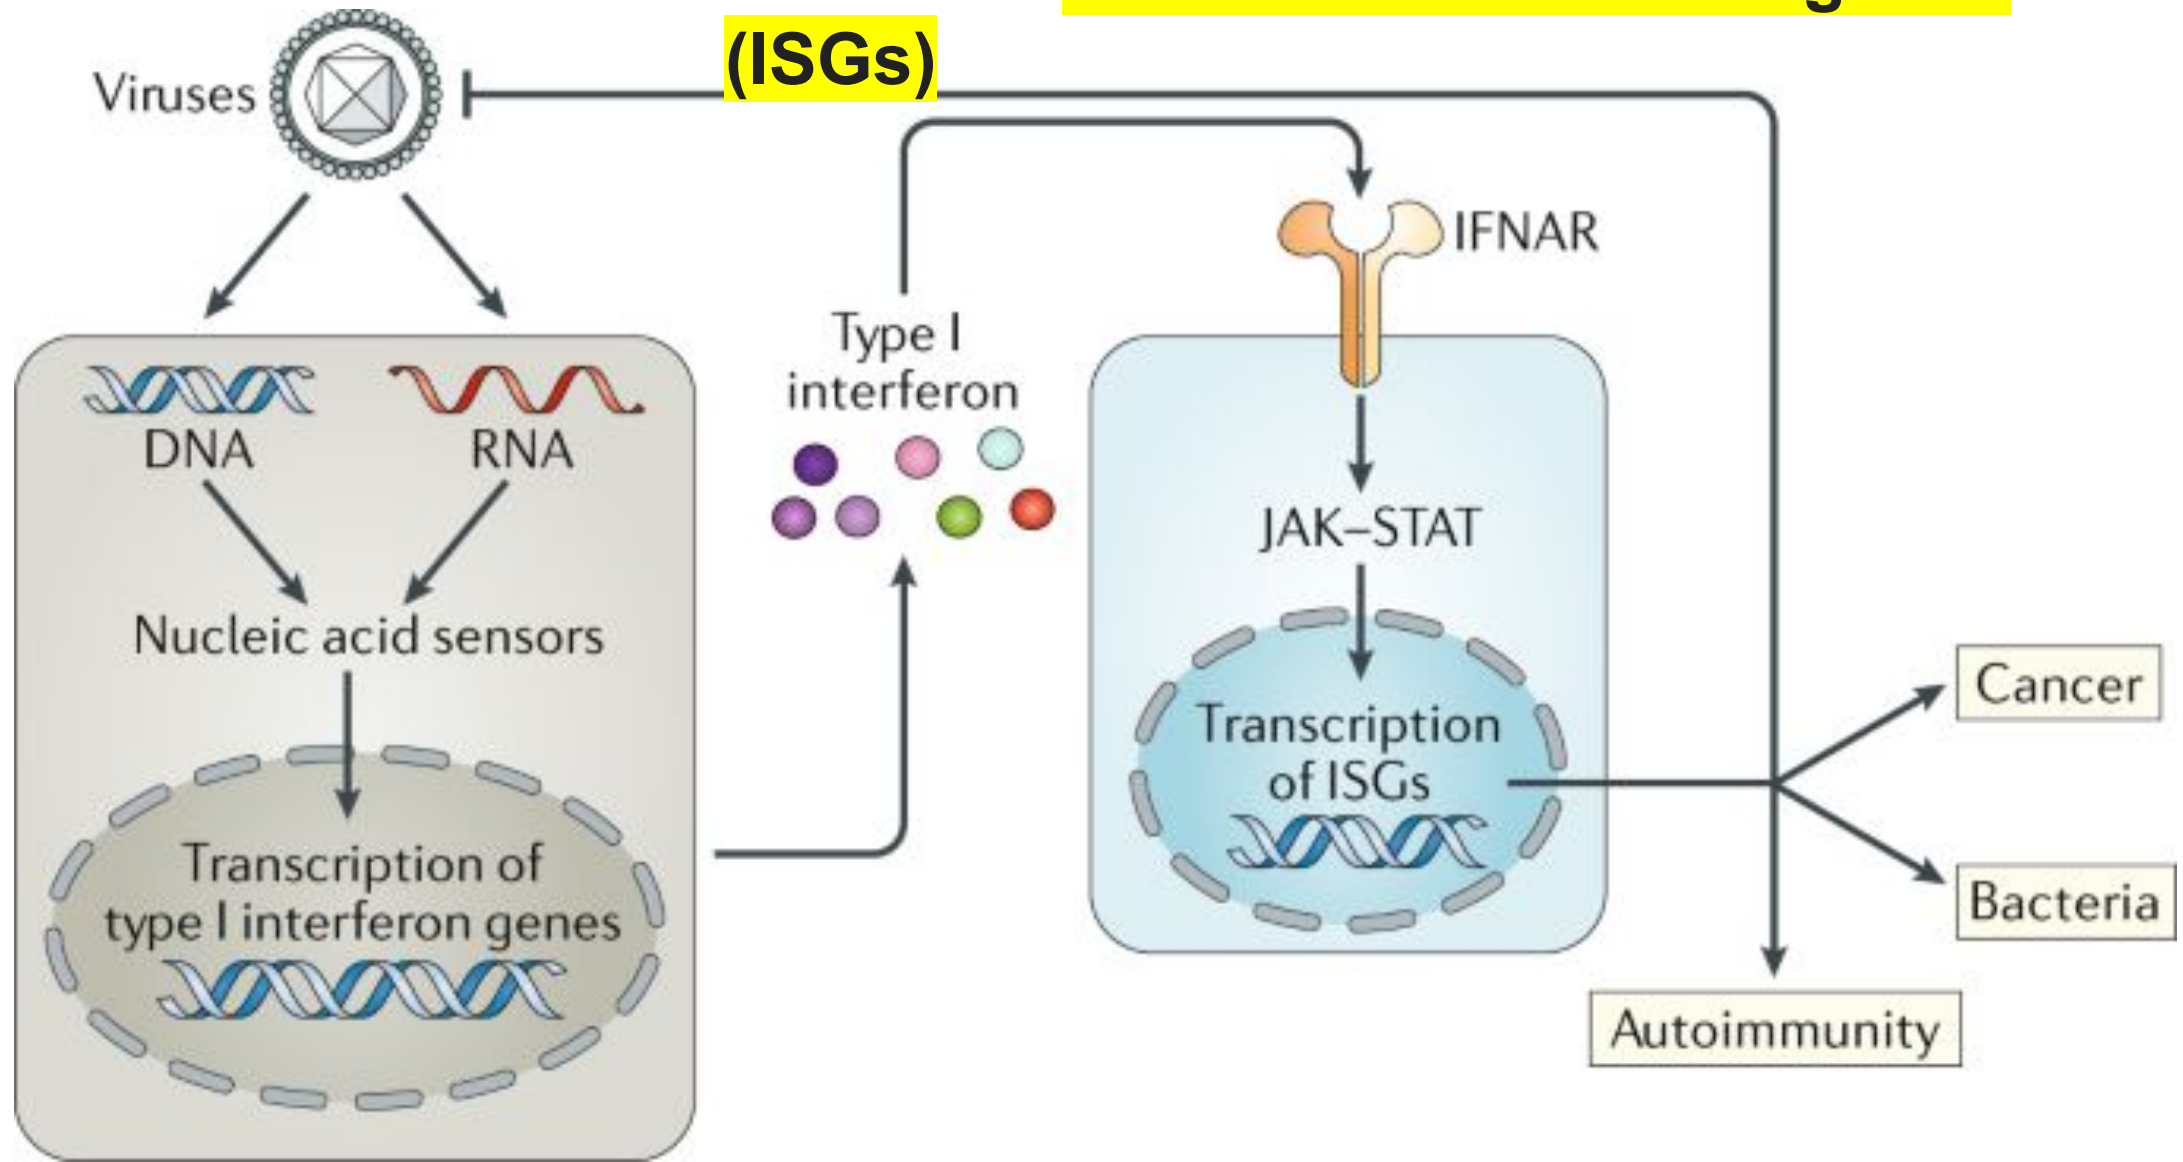 (ISGs)
Viruses
IFNAR
Type I
interferon
DNA
RNA
JAK–STAT
Nucleic acid sensors
Transcription
of ISGs
Cancer
Transcription of
type I interferon genes
Bacteria
Autoimmunity